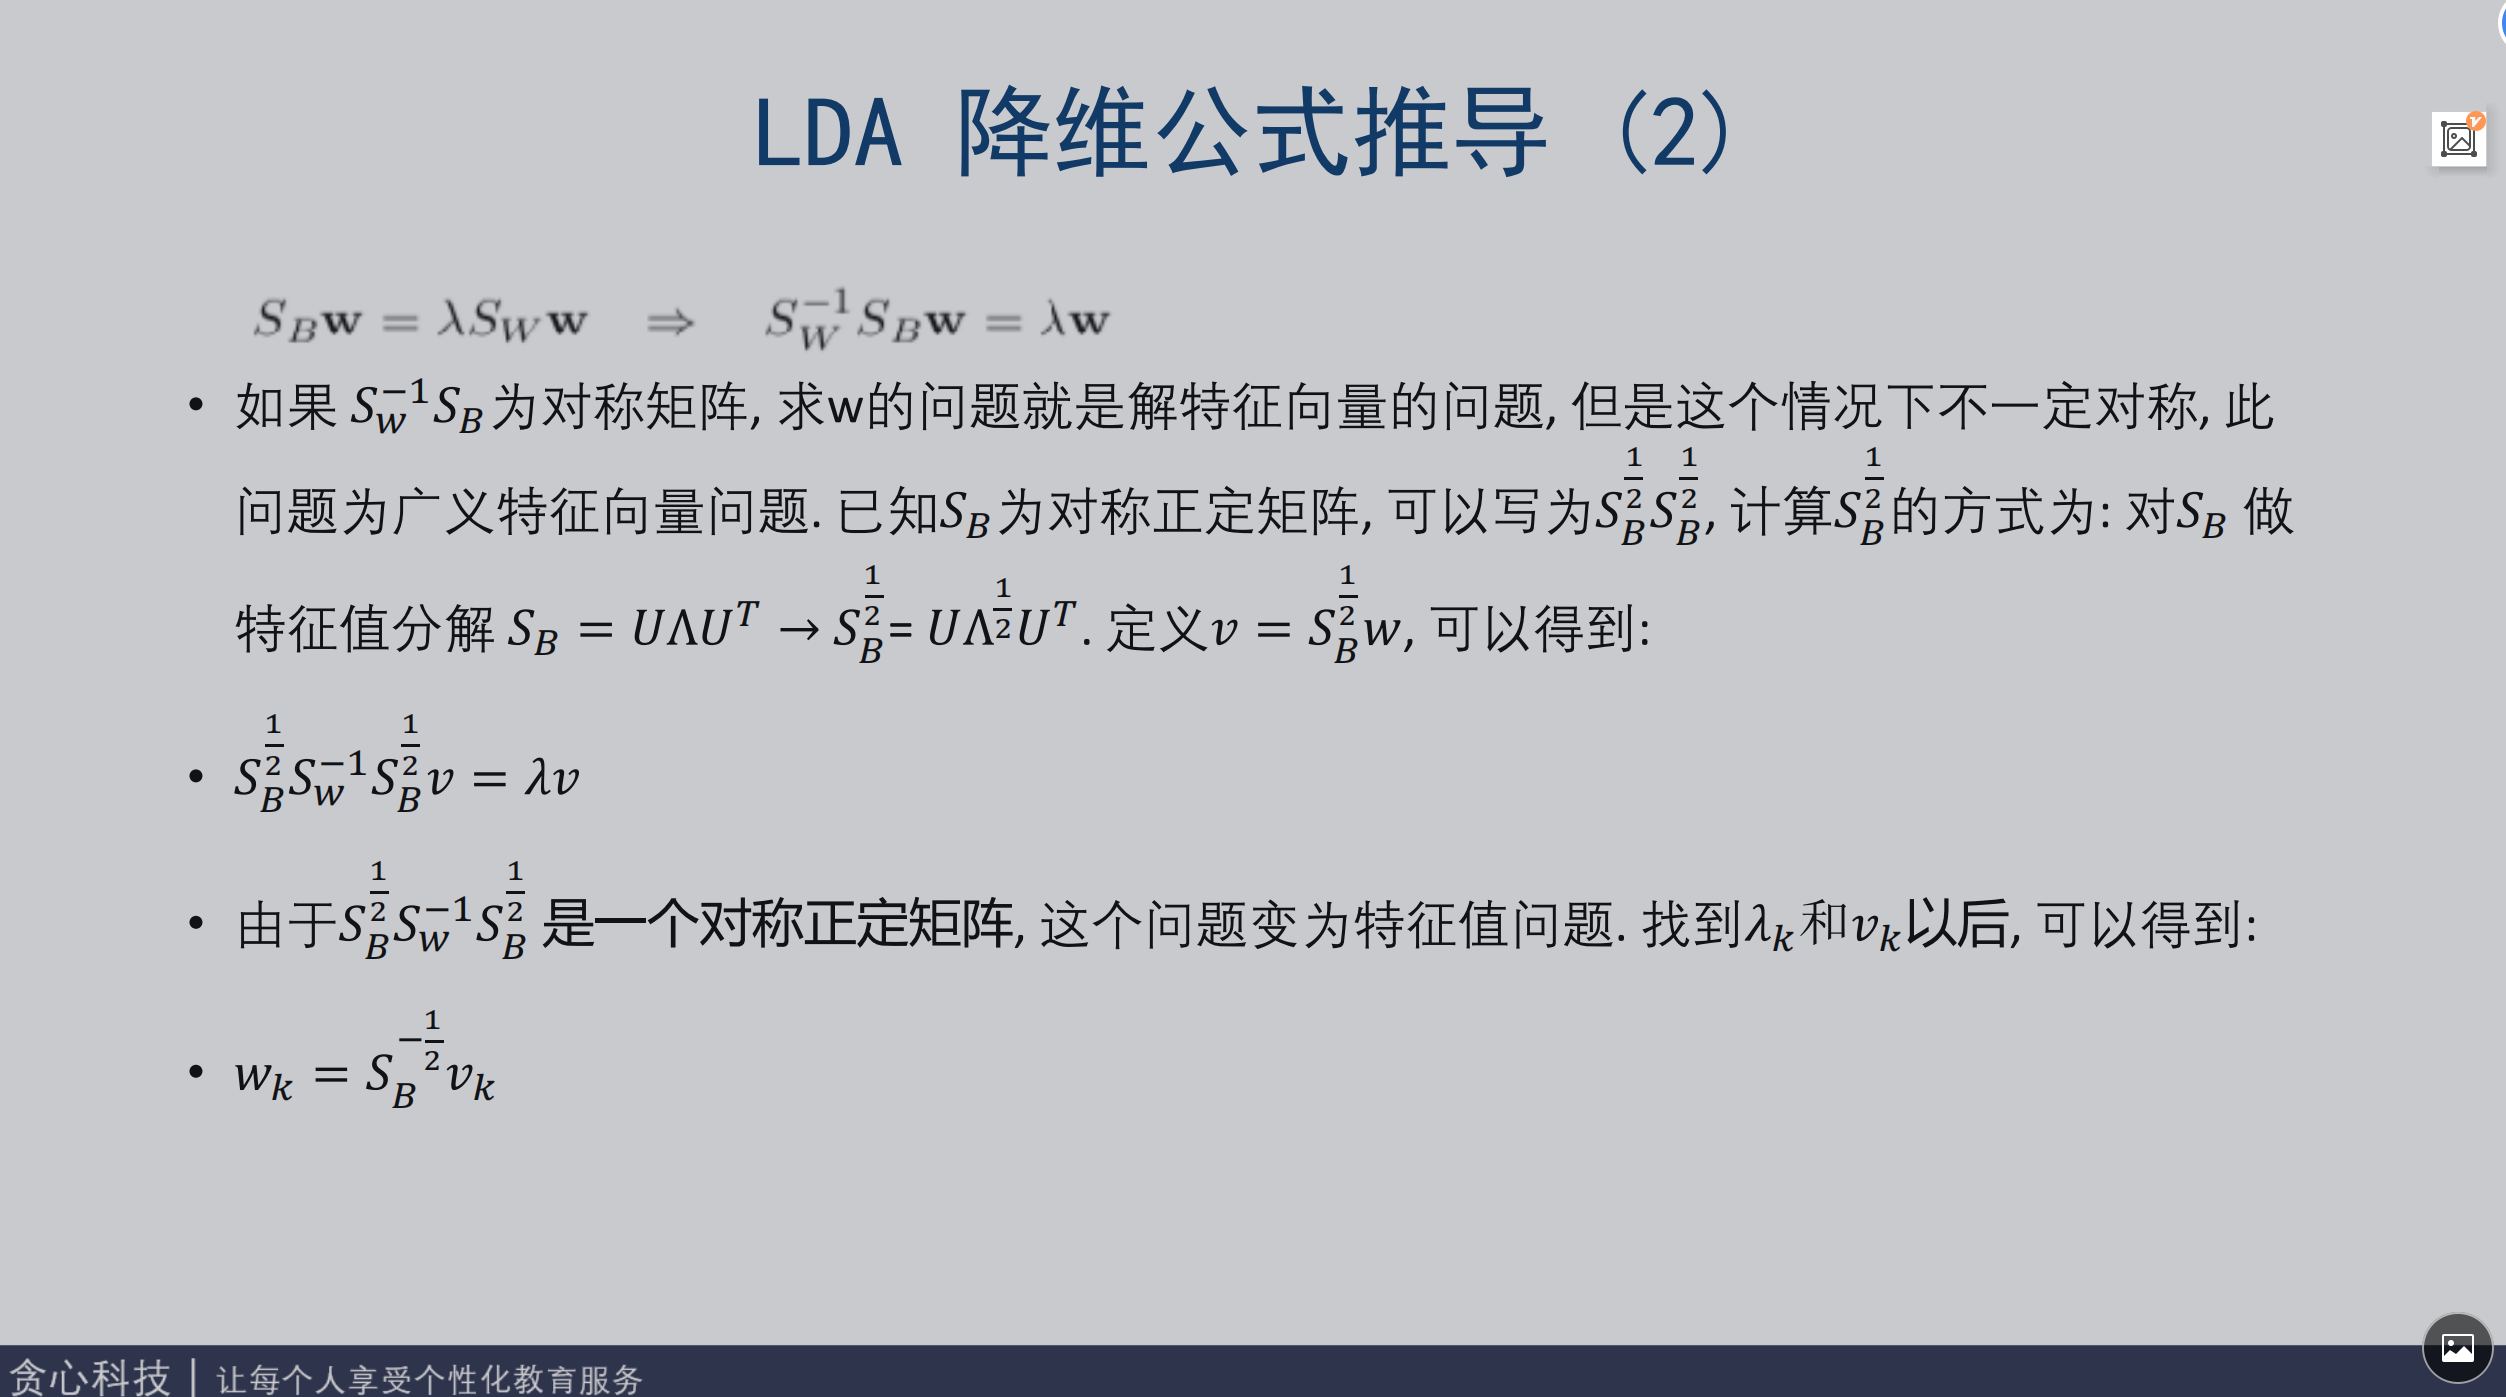 LDA 降维公式推导 (2)
$S_B\mathbf{w} = \lambda S_W\mathbf{w} \quad \Rightarrow \quad S_W^{-1}S_B\mathbf{w} = \lambda\mathbf{w}$
• 如果 $S_w^{-1}S_B$ 为对称矩阵, 求w的问题就是解特征向量的问题, 但是这个情况下不一定对称, 此
问题为广义特征向量问题. 已知$S_B$为对称正定矩阵, 可以写为$S_B^{\frac{1}{2}}S_B^{\frac{1}{2}}$, 计算$S_B^{\frac{1}{2}}$的方式为: 对$S_B$ 做
特征值分解 $S_B = U\Lambda U^T \rightarrow S_B^{\frac{1}{2}} = U\Lambda^{\frac{1}{2}}U^T$. 定义$v = S_B^{\frac{1}{2}}w$, 可以得到:
• $S_B^{\frac{1}{2}}S_w^{-1}S_B^{\frac{1}{2}}v = \lambda v$
• 由于$S_B^{\frac{1}{2}}S_w^{-1}S_B^{\frac{1}{2}}$ 是一个对称正定矩阵, 这个问题变为特征值问题. 找到$\lambda_k$和$v_k$以后, 可以得到:
• $w_k = S_B^{-\frac{1}{2}}v_k$
贪心科技 | 让每个人享受个性化教育服务